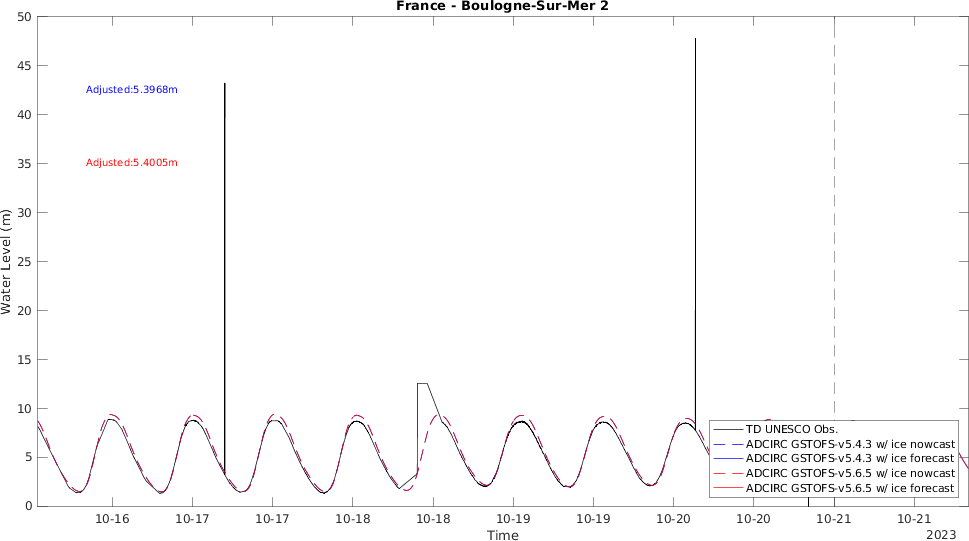 France - Boulogne-Sur-Mer 2
50
45
40
35
30
25
20
15
10
5
0
Water Level (m)
Adjusted:5.3968m
Adjusted:5.4005m
TD UNESCO Obs.
ADCIRC GSTOFS-v5.4.3 w/ ice nowcast
ADCIRC GSTOFS-v5.4.3 w/ ice forecast
ADCIRC GSTOFS-v5.6.5 w/ ice nowcast
ADCIRC GSTOFS-v5.6.5 w/ ice forecast
10-16 10-17 10-17 10-18 10-18 10-19 10-19 10-20 10-20 10-21 10-21
Time
2023